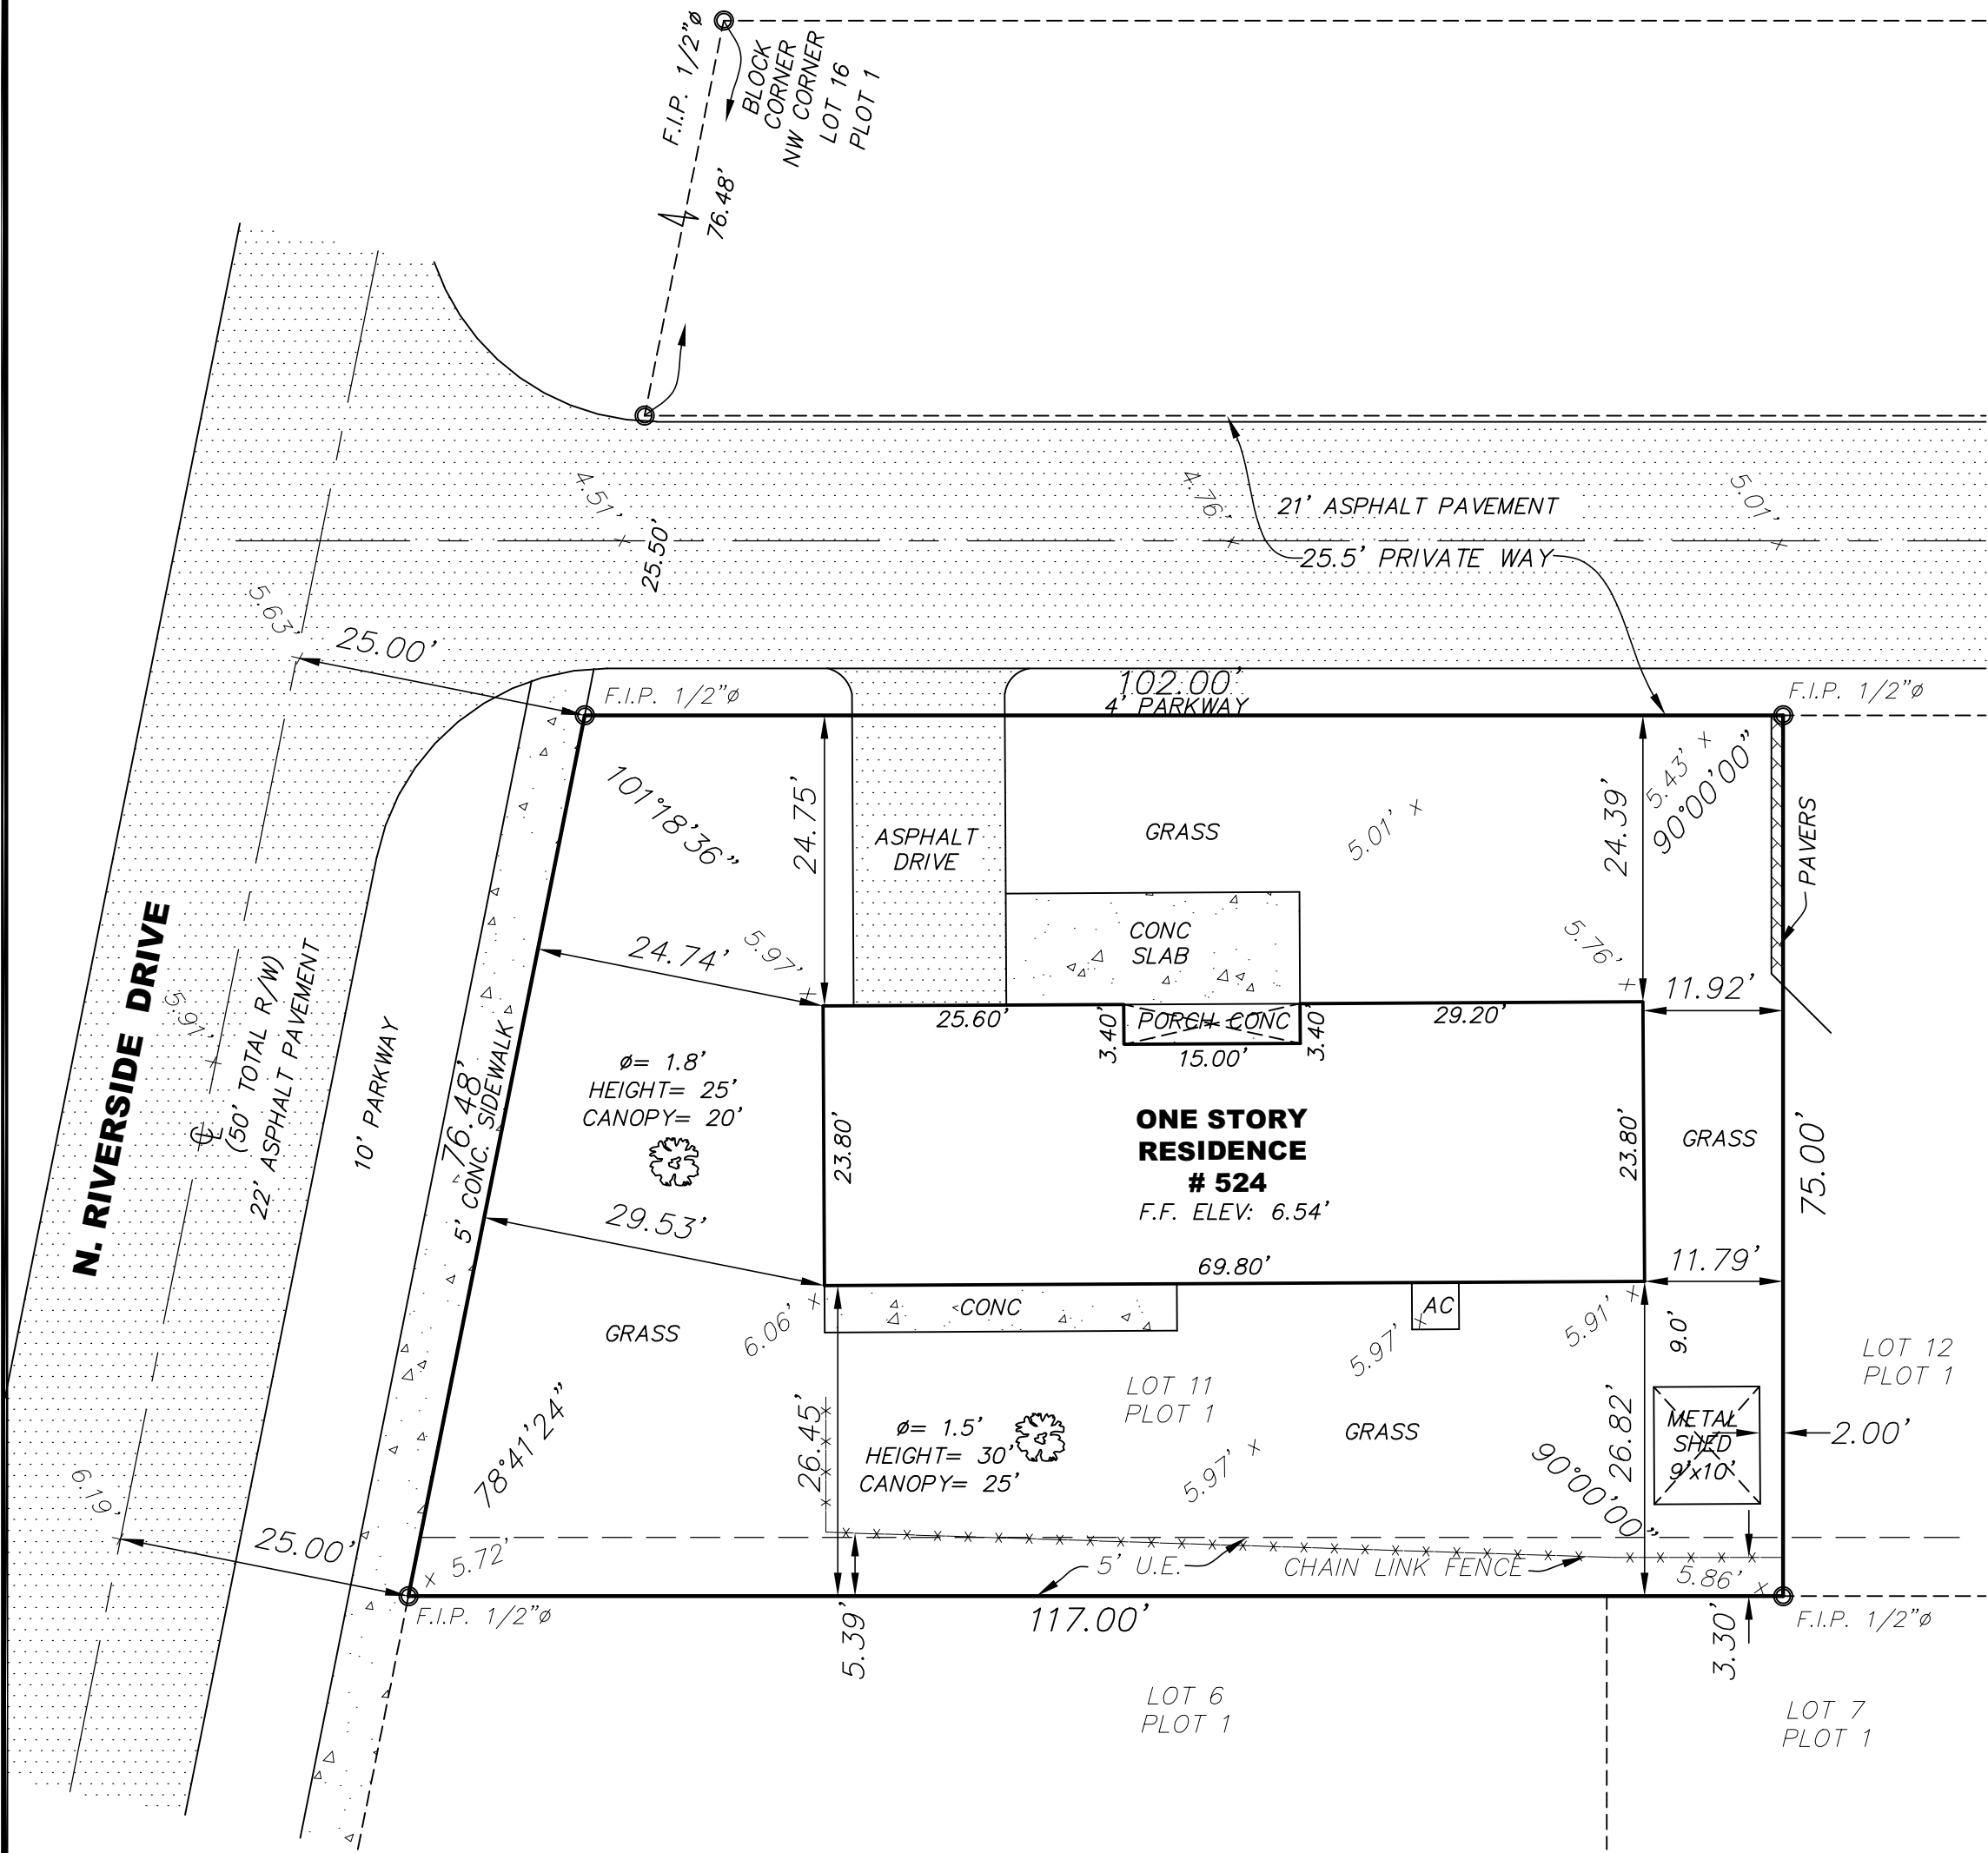 F.I.P. 1/2"ø
BLOCK
CORNER
NW CORNER
LOT 16
PLOT 1
76.48'
4.51'
25.50'
4.76'
21' ASPHALT PAVEMENT
25.5' PRIVATE WAY
5.01'
5.63'
25.00'
F.I.P. 1/2"ø
102.00'
4' PARKWAY
F.I.P. 1/2"ø
101°18'36"
24.75'
ASPHALT
DRIVE
GRASS
5.01'
24.39'
5.43'
90°00'00"
PAVERS
N. RIVERSIDE DRIVE
5.91'
℄
(50' TOTAL R/W)
22' ASPHALT PAVEMENT
10' PARKWAY
76.48'
5' CONC. SIDEWALK
24.74'
5.97'
CONC
SLAB
5.76'
11.92'
25.60'
3.40'
PORCH CONC
15.00'
3.40'
29.20'
ø= 1.8'
HEIGHT= 25'
CANOPY= 20'
23.80'
ONE STORY
RESIDENCE
# 524
F.F. ELEV: 6.54'
23.80'
GRASS
75.00'
29.53'
69.80'
11.79'
6.06'
CONC
AC
5.97'
5.91'
9.0'
GRASS
LOT 12
PLOT 1
78°41'24"
26.45'
ø= 1.5'
HEIGHT= 30'
CANOPY= 25'
LOT 11
PLOT 1
5.97'
GRASS
90°00'00"
26.82'
METAL
SHED
9'x10'
2.00'
6.19'
25.00'
5.72'
5' U.E.
CHAIN LINK FENCE
5.86'
F.I.P. 1/2"ø
5.39'
117.00'
3.30'
F.I.P. 1/2"ø
LOT 6
PLOT 1
LOT 7
PLOT 1